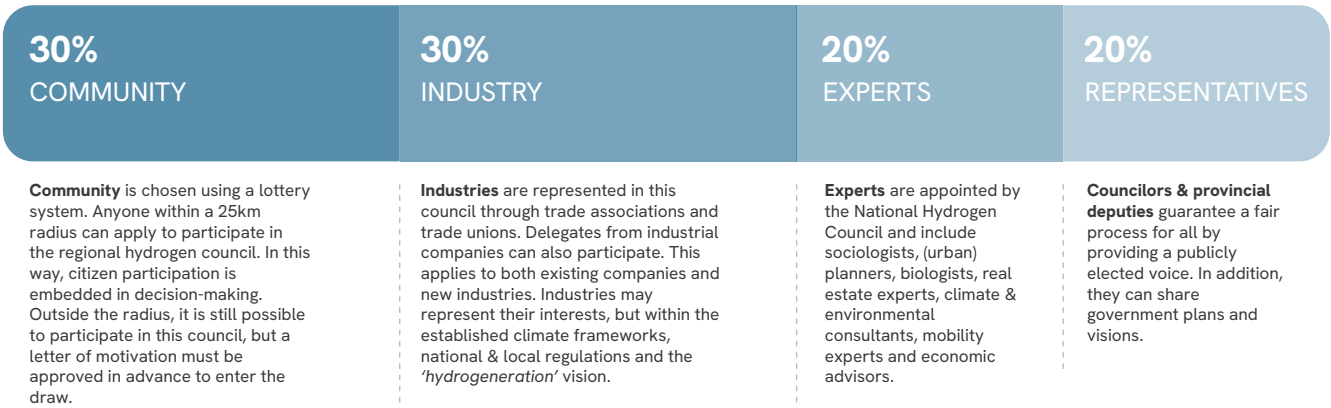 30%
COMMUNITY
30%
INDUSTRY
20%
EXPERTS
20%
REPRESENTATIVES
Community is chosen using a lottery
system. Anyone within a 25km
radius can apply to participate in
the regional hydrogen council. In this
way, citizen participation is
embedded in decision-making.
Outside the radius, it is still possible
to participate in this council, but a
letter of motivation must be
approved in advance to enter the
draw.
Industries are represented in this
council through trade associations and
trade unions. Delegates from industrial
companies can also participate. This
applies to both existing companies and
new industries. Industries may
represent their interests, but within the
established climate frameworks,
national & local regulations and the
‘hydrogeneration’ vision.
Experts are appointed by
the National Hydrogen
Council and include
sociologists, (urban)
planners, biologists, real
estate experts, climate &
environmental
consultants, mobility
experts and economic
advisors.
Councilors & provincial
deputies guarantee a fair
process for all by
providing a publicly
elected voice. In addition,
they can share
government plans and
visions.